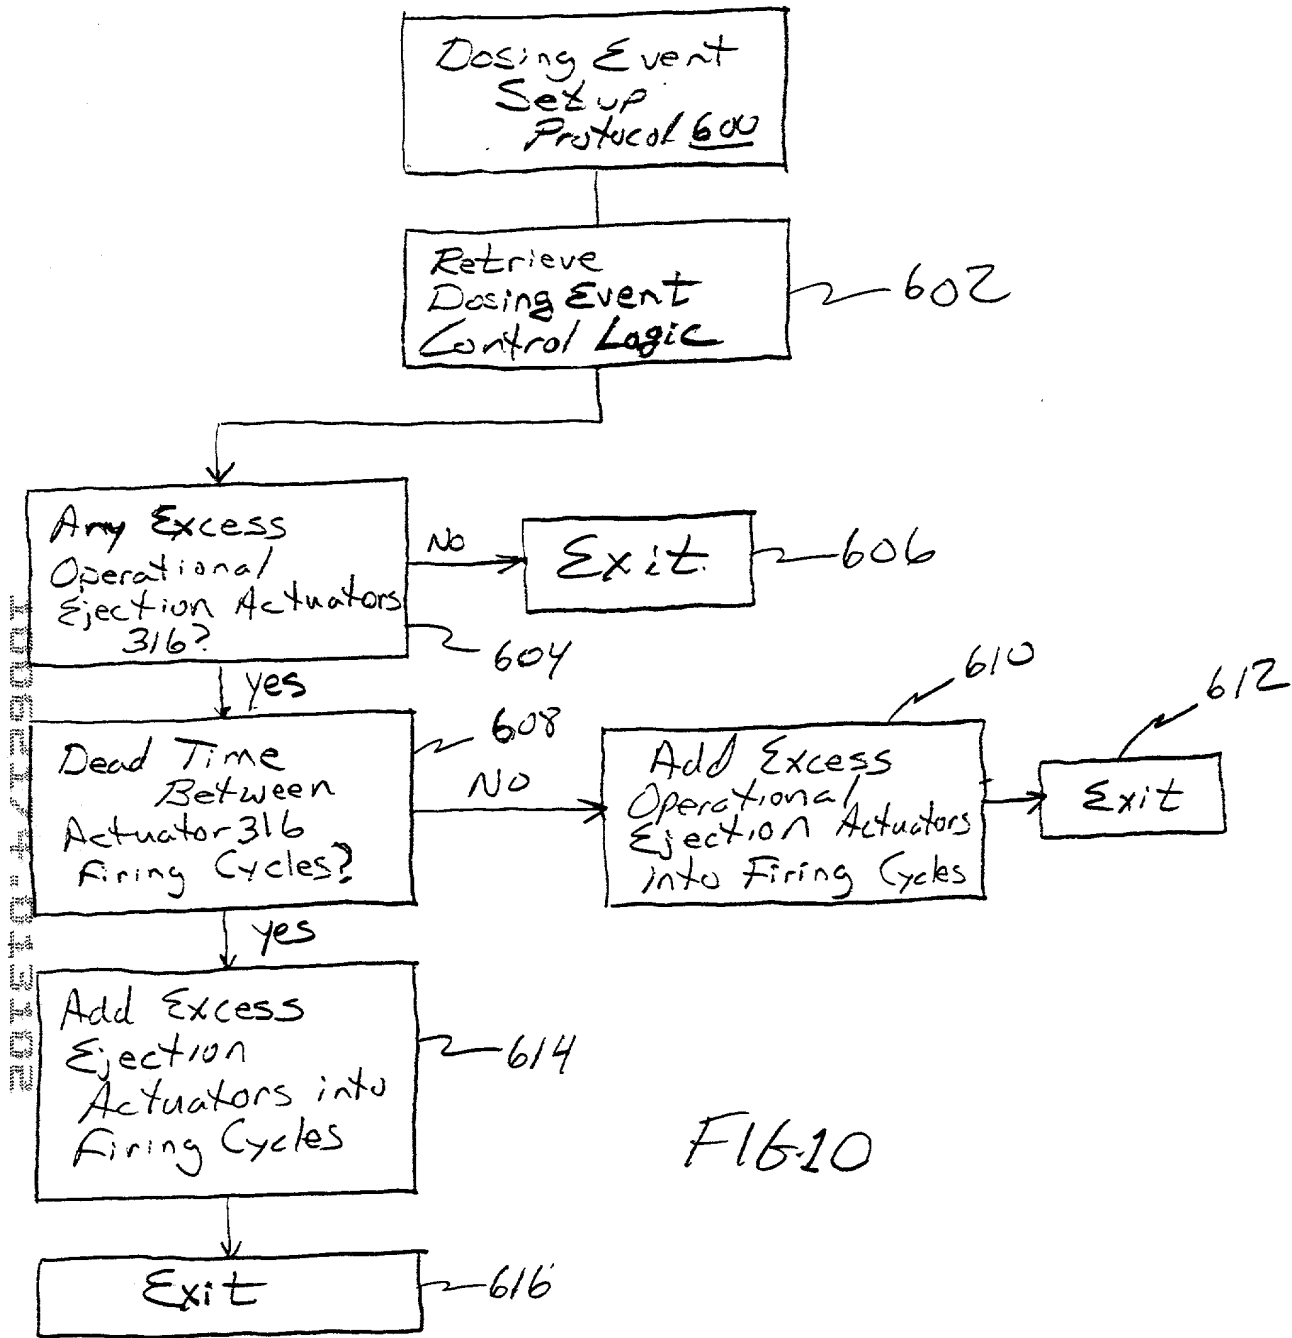 Dosing Event
Setup
Protocol 600
Retrieve
Dosing Event
Control Logic
602
Any Excess
Operational
Ejection Actuators
316?
604
No
Exit
606
yes
Dead Time
Between
Actuator 316
Firing Cycles?
608
NO
Add Excess
Operational
Ejection Actuators
into Firing Cycles
610
Exit
612
yes
Add Excess
Ejection
Actuators into
Firing Cycles
614
Exit
616
FIG.10
10062174.013102